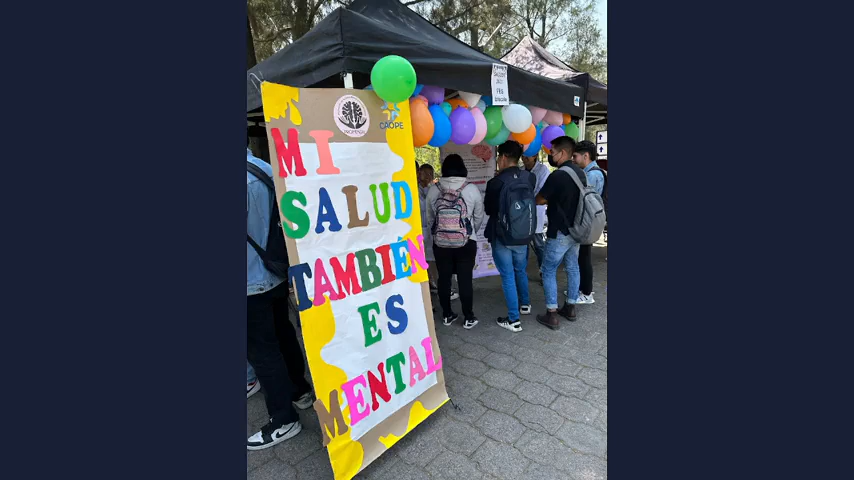 CAOPE
MI
SALUD
TAMBIÉN
ES
MENTAL